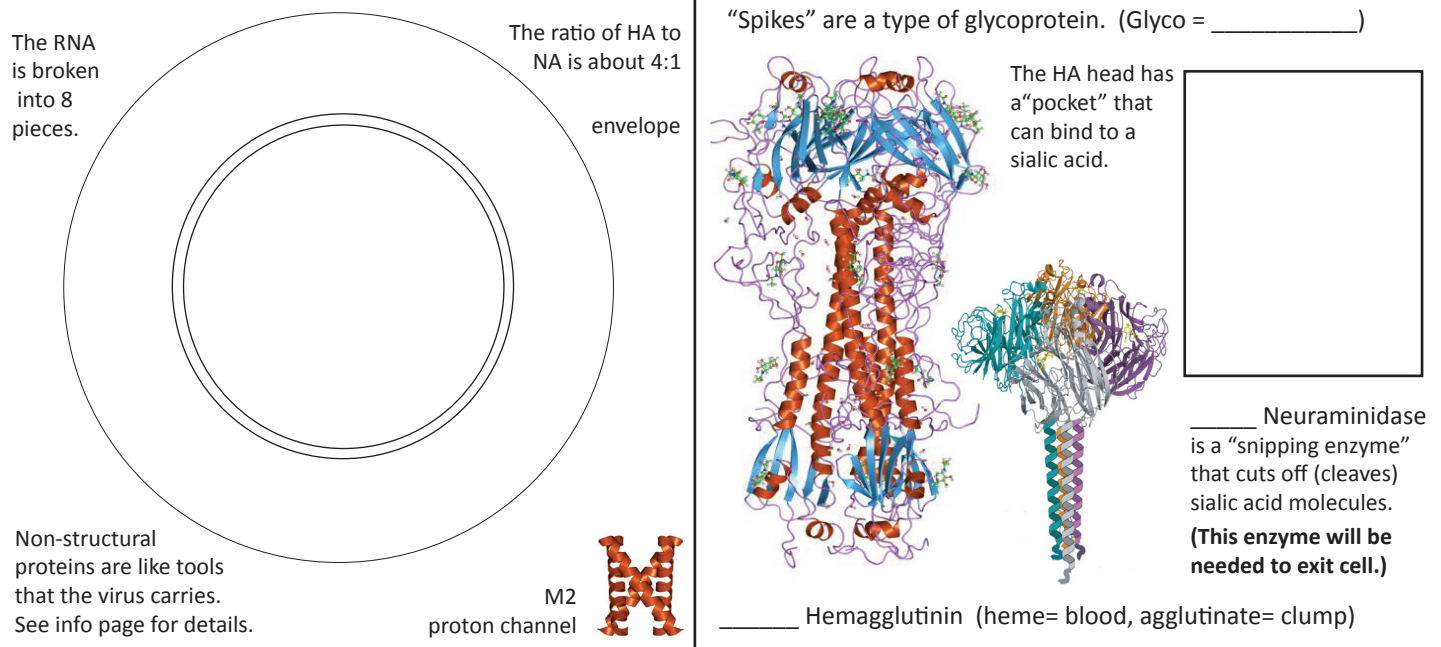 The RNA
is broken
into 8
pieces.
The ratio of HA to
NA is about 4:1
envelope
Non-structural
proteins are like tools
that the virus carries.
See info page for details.
M2
proton channel
“Spikes” are a type of glycoprotein.  (Glyco = ___________)
The HA head has
a“pocket” that
can bind to a
sialic acid.
_____ Neuraminidase
is a “snipping enzyme”
that cuts off (cleaves)
sialic acid molecules.
(This enzyme will be
needed to exit cell.)
______ Hemagglutinin  (heme= blood, agglutinate= clump)